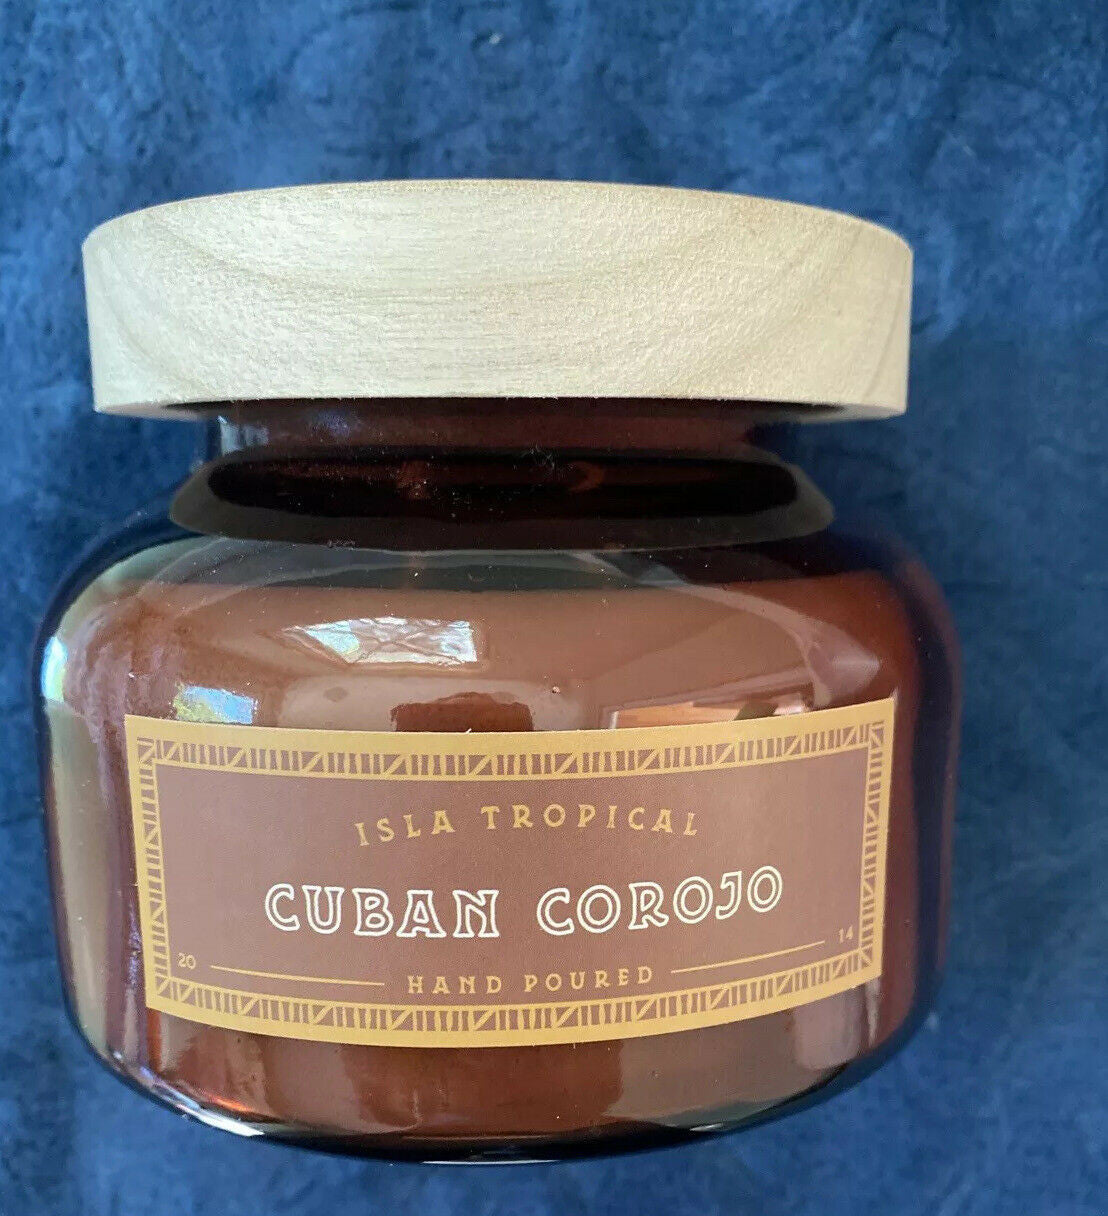 ISLA TROPICAL
CUBAN COROJO
20 HAND POURED 14